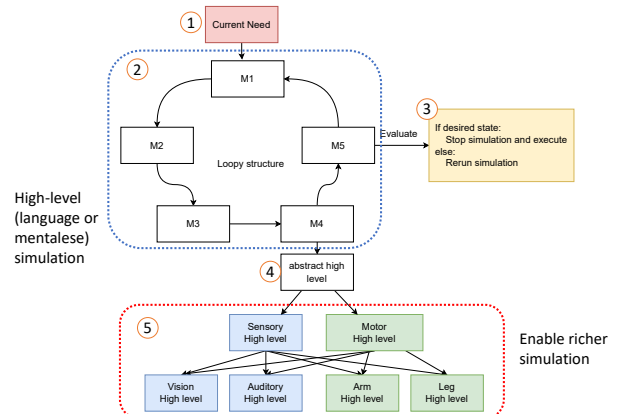 1
Current Need
2
M1
3
M2
M5
Evaluate
If desired state:
Stop simulation and execute
else:
Rerun simulation
Loopy structure
High-level
(language or
mentalese)
simulation
M3
M4
4
abstract high
level
5
Sensory
High level
Motor
High level
Enable richer
simulation
Vision
High level
Auditory
High level
Arm
High level
Leg
High level